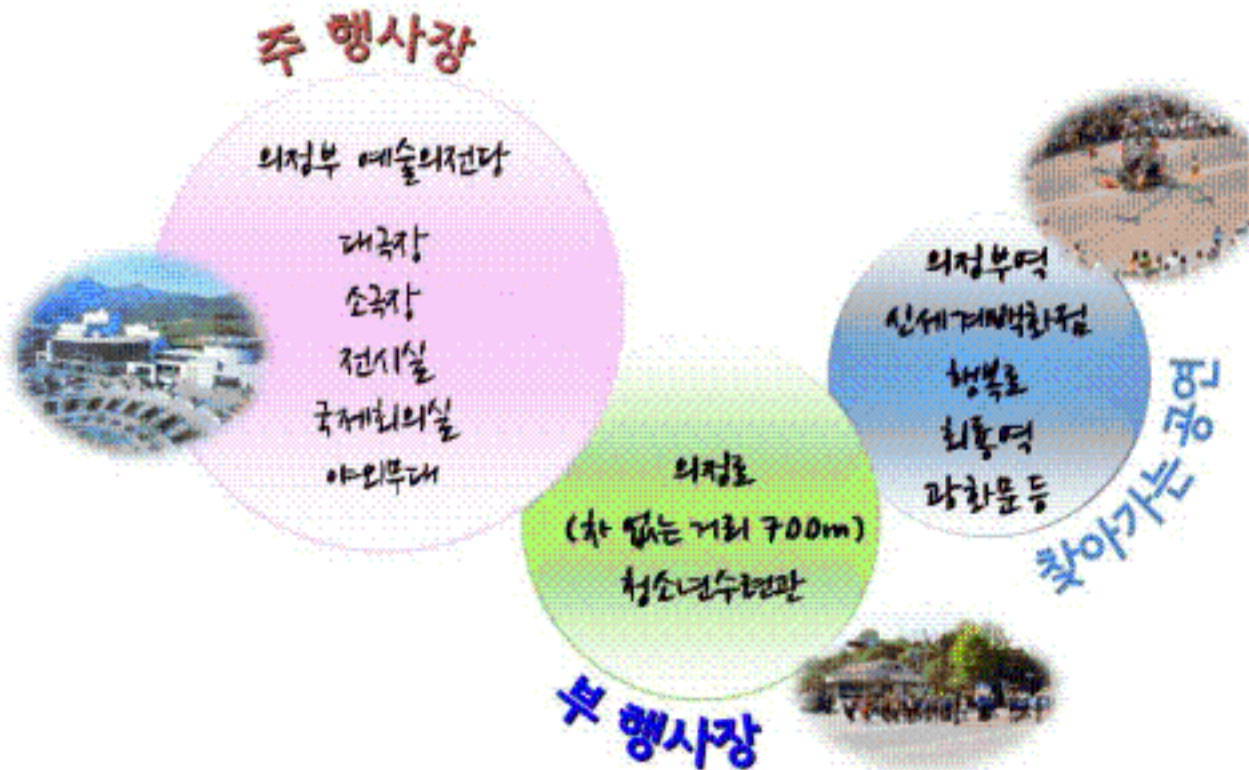 주 행사장
의정부 예술의전당
대극장
소극장
전시실
국제회의실
야외무대
의정로
(차 없는 거리 700m)
청소년수련관
부 행사장
의정부역
신세계백화점
행복로
회룡역
광화문 등
찾아가는 공연